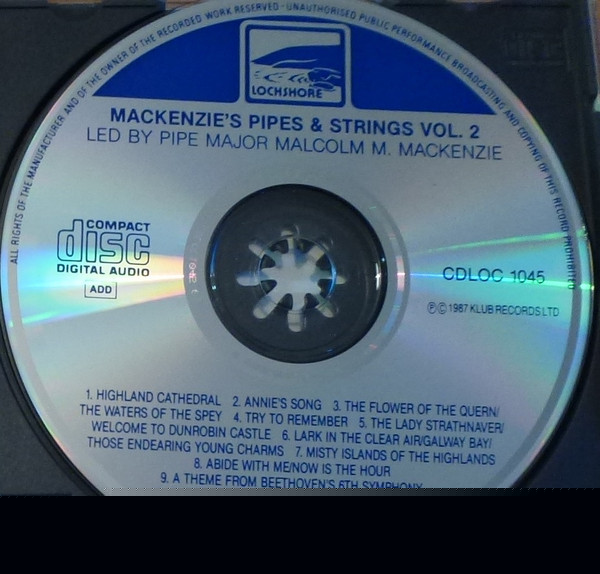 ALL RIGHTS OF THE MANUFACTURER AND OF THE OWNER OF THE RECORDED WORK RESERVED - UNAUTHORISED PUBLIC PERFORMANCE BROADCASTING AND COPYING OF THIS RECORD PROHIBITED
LOCHSHORE
MACKENZIE'S PIPES & STRINGS VOL. 2
LED BY PIPE MAJOR MALCOLM M. MACKENZIE
COMPACT
disc
DIGITAL AUDIO
ADD
CDLOC 1045
Ⓟ © 1987 KLUB RECORDS LTD
1. HIGHLAND CATHEDRAL 2. ANNIE'S SONG 3. THE FLOWER OF THE QUERN/
THE WATERS OF THE SPEY 4. TRY TO REMEMBER 5. THE LADY STRATHNAVER/
WELCOME TO DUNROBIN CASTLE 6. LARK IN THE CLEAR AIR/GALWAY BAY/
THOSE ENDEARING YOUNG CHARMS 7. MISTY ISLANDS OF THE HIGHLANDS
8. ABIDE WITH ME/NOW IS THE HOUR
9. A THEME FROM BEETHOVEN'S 6TH SYMPHONY